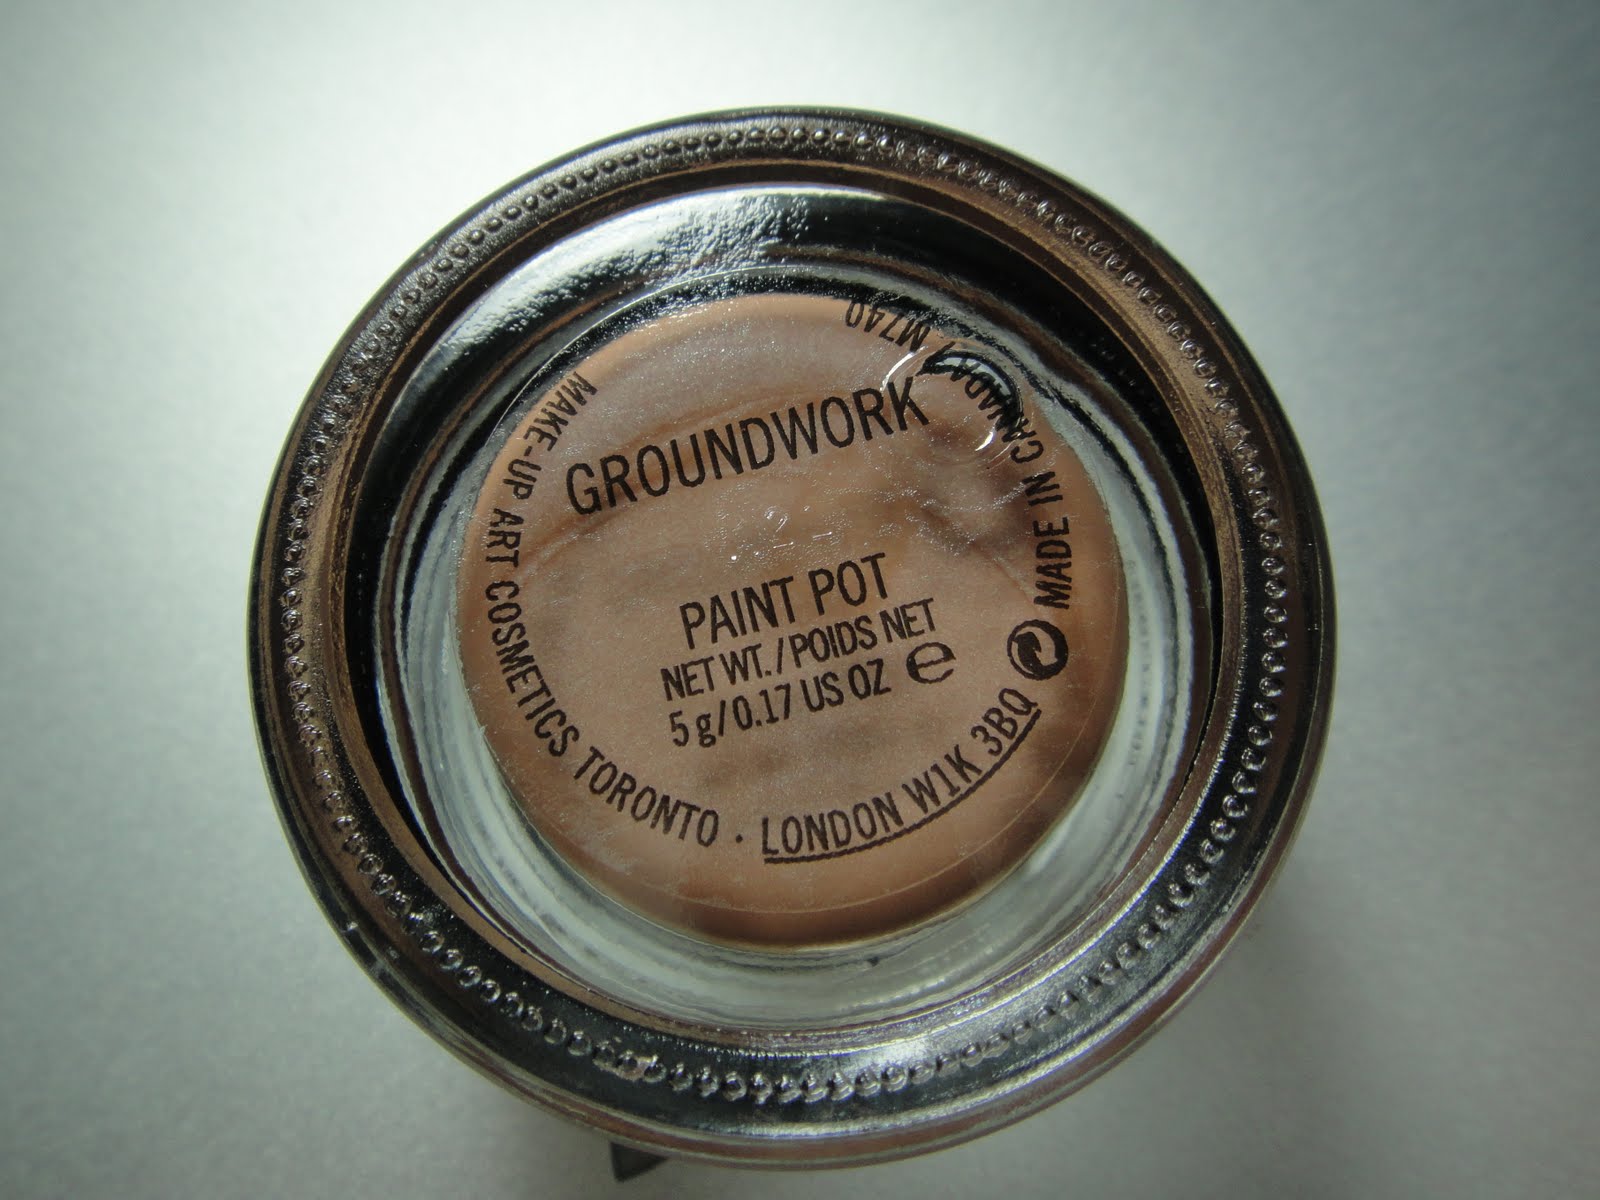 GROUNDWORK
PAINT POT
NET WT. / POIDS NET
5 g / 0.17 US OZ e
MAKE-UP ART COSMETICS TORONTO · LONDON W1K 3BQ
MADE IN CANADA M740